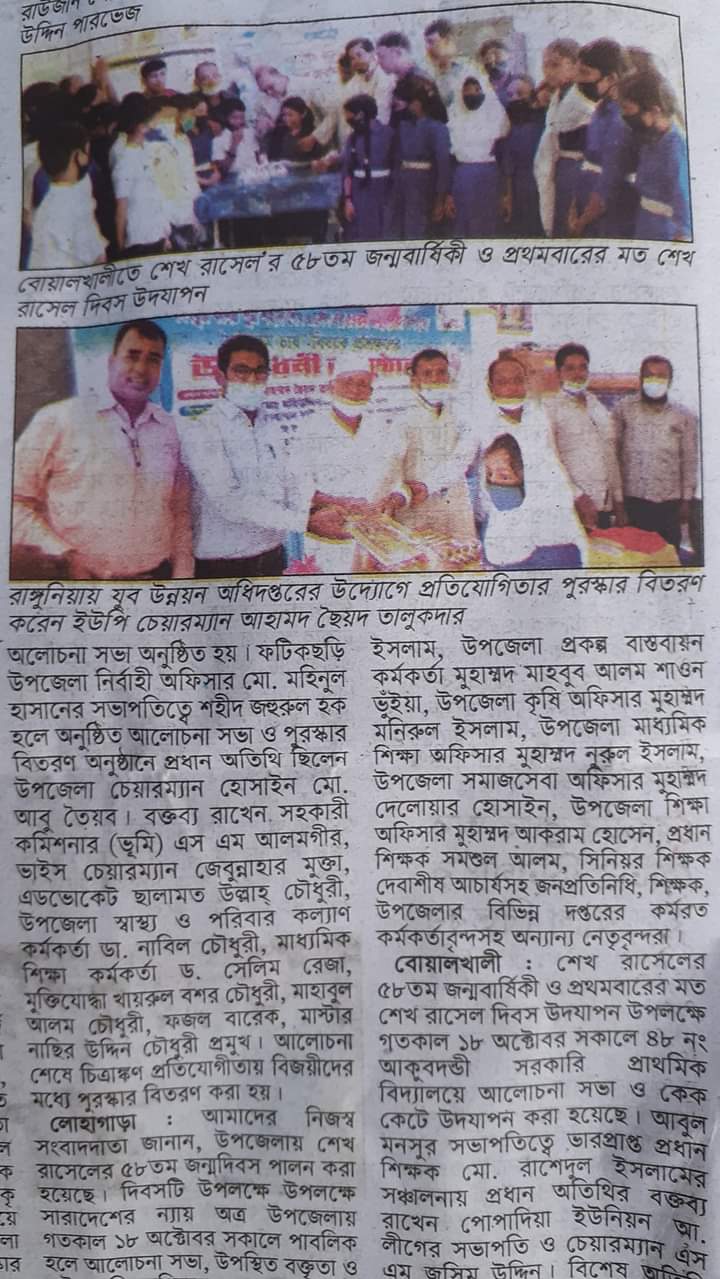 উদ্দিন পারভেজ
বোয়ালখালীতে শেখ রাসেল'র ৫৮তম জন্মবার্ষিকী ও প্রথমবারের মত শেখ
রাসেল দিবস উদযাপন
রাঙ্গুনিয়ায় যুব উন্নয়ন অধিদপ্তরের উদ্যোগে প্রতিযোগিতার পুরস্কার বিতরণ
করেন ইউপি চেয়ারম্যান আহামদ ছৈয়দ তালুকদার
আলোচনা সভা অনুষ্ঠিত হয়। ফটিকছড়ি
উপজেলা নির্বাহী অফিসার মো. মহিনুল
হাসানের সভাপতিত্বে শহীদ জহুরুল হক
হলে অনুষ্ঠিত আলোচনা সভা ও পুরস্কার
বিতরণ অনুষ্ঠানে প্রধান অতিথি ছিলেন
উপজেলা চেয়ারম্যান হোসাইন মো.
আবু তৈয়ব। বক্তব্য রাখেন সহকারী
কমিশনার (ভূমি) এস এম আলমগীর,
ভাইস চেয়ারম্যান জেবুন্নাহার মুক্তা,
এডভোকেট ছালামত উল্লাহ্ চৌধুরী,
উপজেলা স্বাস্থ্য ও পরিবার কল্যাণ
কর্মকর্তা ডা. নাবিল চৌধুরী, মাধ্যমিক
শিক্ষা কর্মকর্তা ড. সেলিম রেজা,
মুক্তিযোদ্ধা খায়রুল বশর চৌধুরী, মাহাবুল
আলম চৌধুরী, ফজল বারেক, মাস্টার
নাছির উদ্দিন চৌধুরী প্রমুখ। আলোচনা
শেষে চিত্রাঙ্কণ প্রতিযোগীতায় বিজয়ীদের
মধ্যে পুরস্কার বিতরণ করা হয়।
লোহাগাড়া : আমাদের নিজস্ব
সংবাদদাতা জানান, উপজেলায় শেখ
রাসেলের ৫৮তম জন্মদিবস পালন করা
হয়েছে। দিবসটি উপলক্ষে উপলক্ষে
সারাদেশের ন্যায় অত্র উপজেলায়
গতকাল ১৮ অক্টোবর সকালে পাবলিক
হলে আলোচনা সভা, উপস্থিত বক্তৃতা ও
ইসলাম, উপজেলা প্রকল্প বাস্তবায়ন
কর্মকর্তা মুহাম্মদ মাহবুব আলম শাওন
ভুঁইয়া, উপজেলা কৃষি অফিসার মুহাম্মদ
মনিরুল ইসলাম, উপজেলা মাধ্যমিক
শিক্ষা অফিসার মুহাম্মদ নুরুল ইসলাম,
উপজেলা সমাজসেবা অফিসার মুহাম্মদ
দেলোয়ার হোসাইন, উপজেলা শিক্ষা
অফিসার মুহাম্মদ আকরাম হোসেন, প্রধান
শিক্ষক সমশুল আলম, সিনিয়র শিক্ষক
দেবাশীষ আচার্যসহ জনপ্রতিনিধি, শিক্ষক,
উপজেলার বিভিন্ন দপ্তরের কর্মরত
কর্মকর্তাবৃন্দসহ অন্যান্য নেতৃবৃন্দরা।
বোয়ালখালী : শেখ রাসেলের
৫৮তম জন্মবার্ষিকী ও প্রথমবারের মত
শেখ রাসেল দিবস উদযাপন উপলক্ষে
গতকাল ১৮ অক্টোবর সকালে ৪৮ নং
আকুবদন্ডী সরকারি প্রাথমিক
বিদ্যালয়ে আলোচনা সভা ও কেক
কেটে উদযাপন করা হয়েছে। আবুল
মনসুর সভাপতিত্বে ভারপ্রাপ্ত প্রধান
শিক্ষক মো. রাশেদুল ইসলামের
সঞ্চালনায় প্রধান অতিথির বক্তব্য
রাখেন পোপাদিয়া ইউনিয়ন আ.
লীগের সভাপতি ও চেয়ারম্যান এস
এম জসিম উদ্দিন। বিশেষ